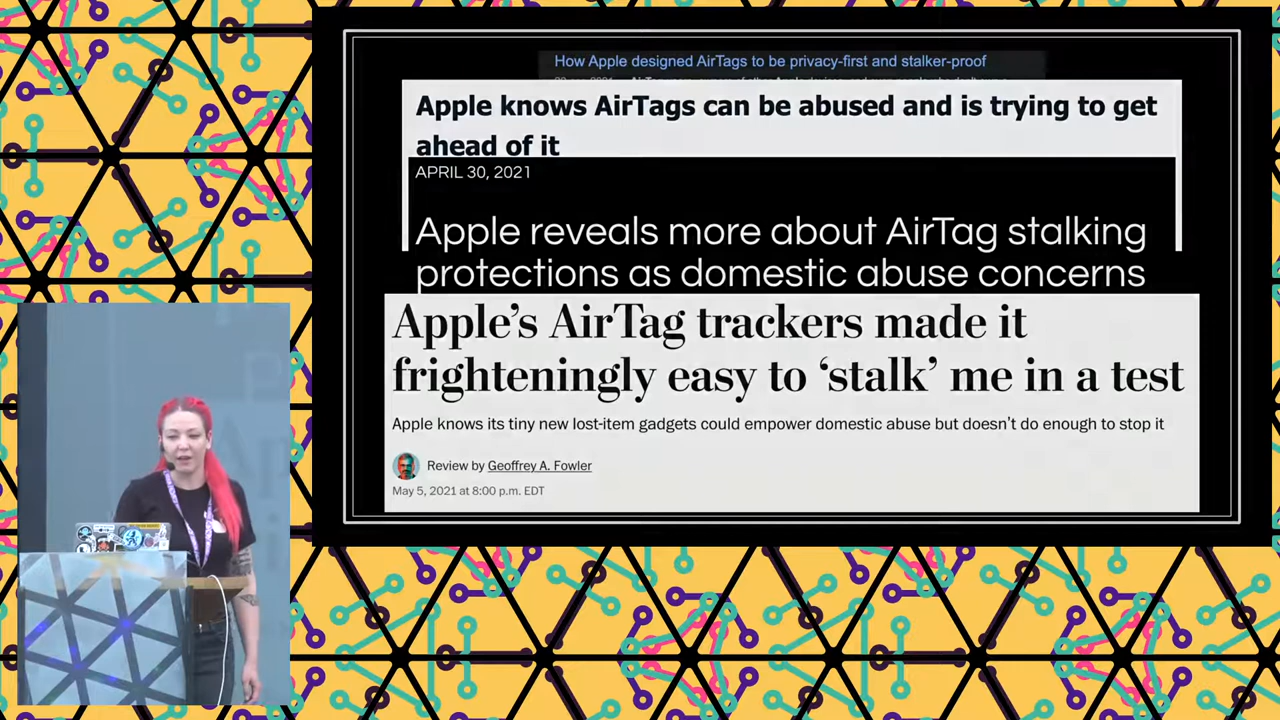 How Apple designed AirTags to be privacy-first and stalker-proof
Apple knows AirTags can be abused and is trying to get
ahead of it
APRIL 30, 2021
Apple reveals more about AirTag stalking
protections as domestic abuse concerns
Apple's AirTag trackers made it
frighteningly easy to ‘stalk’ me in a test
Apple knows its tiny new lost-item gadgets could empower domestic abuse but doesn't do enough to stop it
Review by Geoffrey A. Fowler
May 5, 2021 at 8:00 p.m. EDT